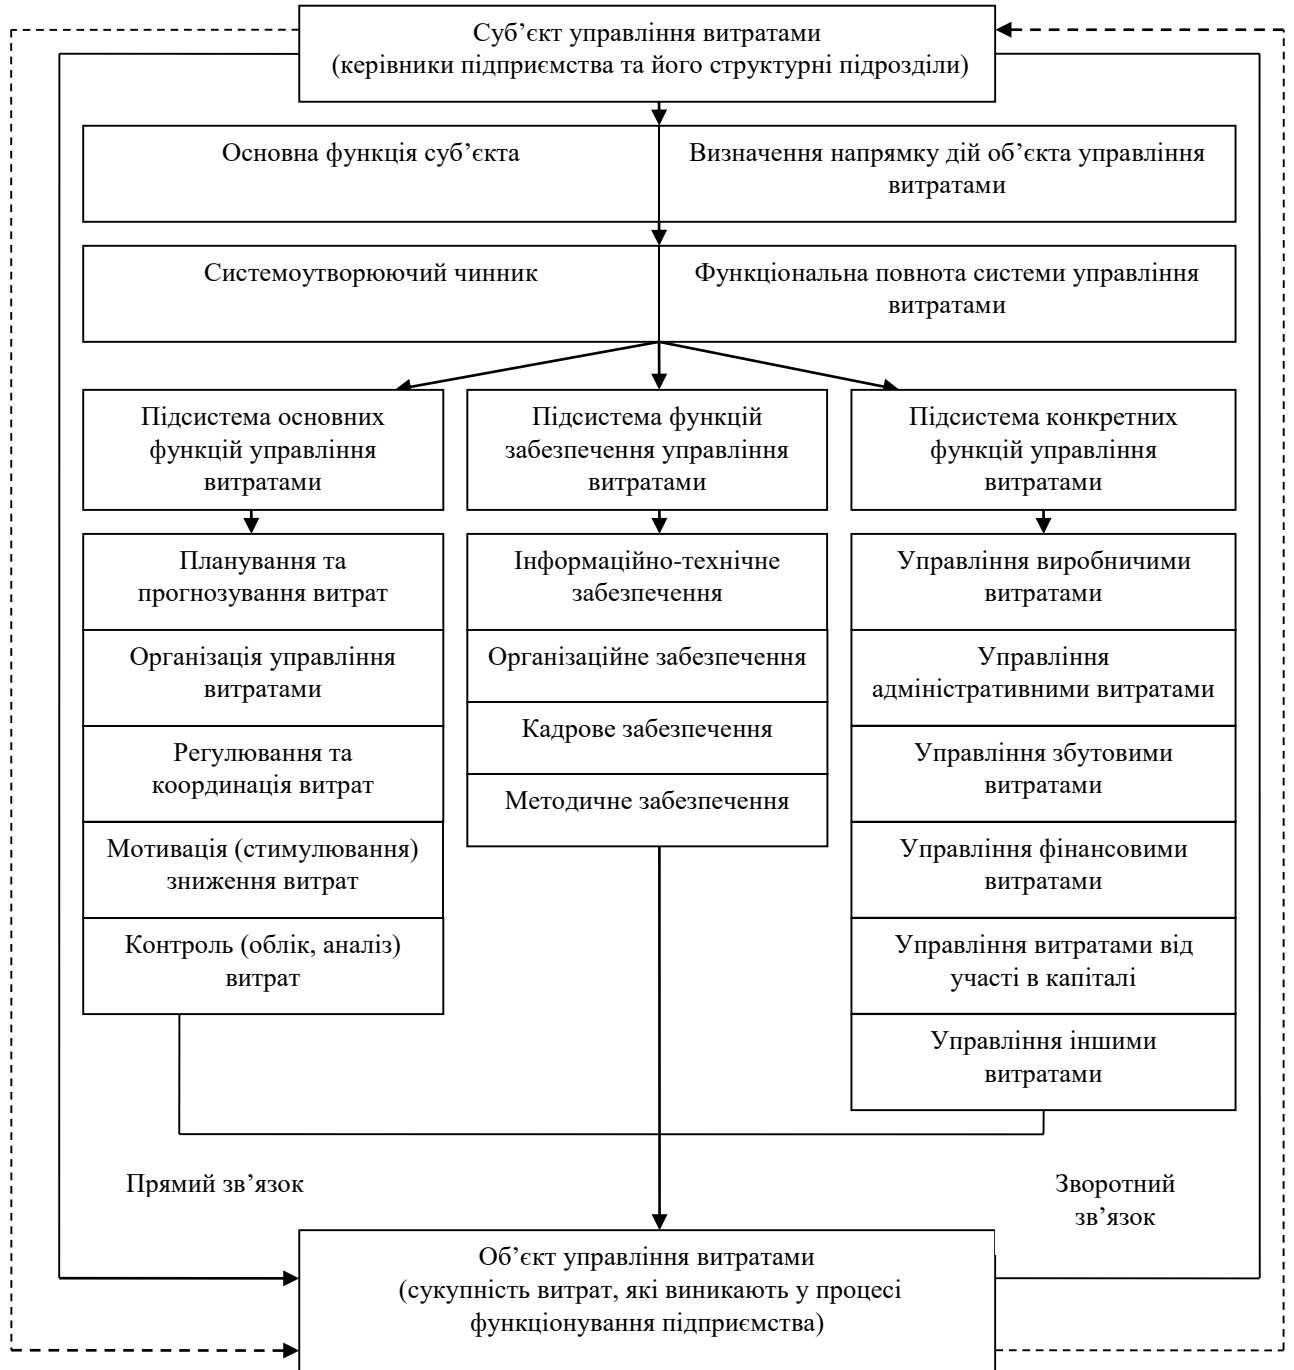 Суб’єкт управління витратами
(керівники підприємства та його структурні підрозділи)
Основна функція суб’єкта
Визначення напрямку дій об’єкта управління
витратами
Системоутворюючий чинник
Функціональна повнота системи управління
витратами
Підсистема основних
функцій управління
витратами
Підсистема функцій
забезпечення управління
витратами
Підсистема конкретних
функцій управління
витратами
Планування та
прогнозування витрат
Організація управління
витратами
Регулювання та
координація витрат
Мотивація (стимулювання)
зниження витрат
Контроль (облік, аналіз)
витрат
Інформаційно-технічне
забезпечення
Організаційне забезпечення
Кадрове забезпечення
Методичне забезпечення
Управління виробничими
витратами
Управління
адміністративними витратами
Управління збутовими
витратами
Управління фінансовими
витратами
Управління витратами від
участі в капіталі
Управління іншими
витратами
Прямий зв’язок
Зворотний
зв’язок
Об’єкт управління витратами
(сукупність витрат, які виникають у процесі
функціонування підприємства)